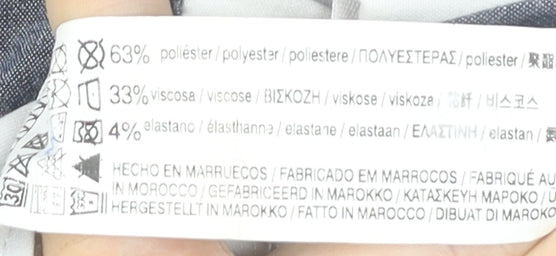 63% poliéster / polyester / poliestere / ΠΟΛΥΕΣΤΕΡΑΣ / poliester / 聚酯
33% viscosa / viscose / ΒΙΣΚΟΖΗ / viskose / viskoza / / 비스코스
4% elastano / élasthanne / elastane / elastaan / ΕΛΑΣΤΙΝΗ / elastan /
HECHO EN MARRUECOS / FABRICADO EM MARROCOS / FABRIQUÉ AU
IN MOROCCO / GEFABRICEERD IN MAROKKO / ΚΑΤΑΣΚΕΥΗ ΜΑΡΟΚΟ /
HERGESTELLT IN MAROKKO / FATTO IN MAROCCO / DIBUAT DI MAROKO
30